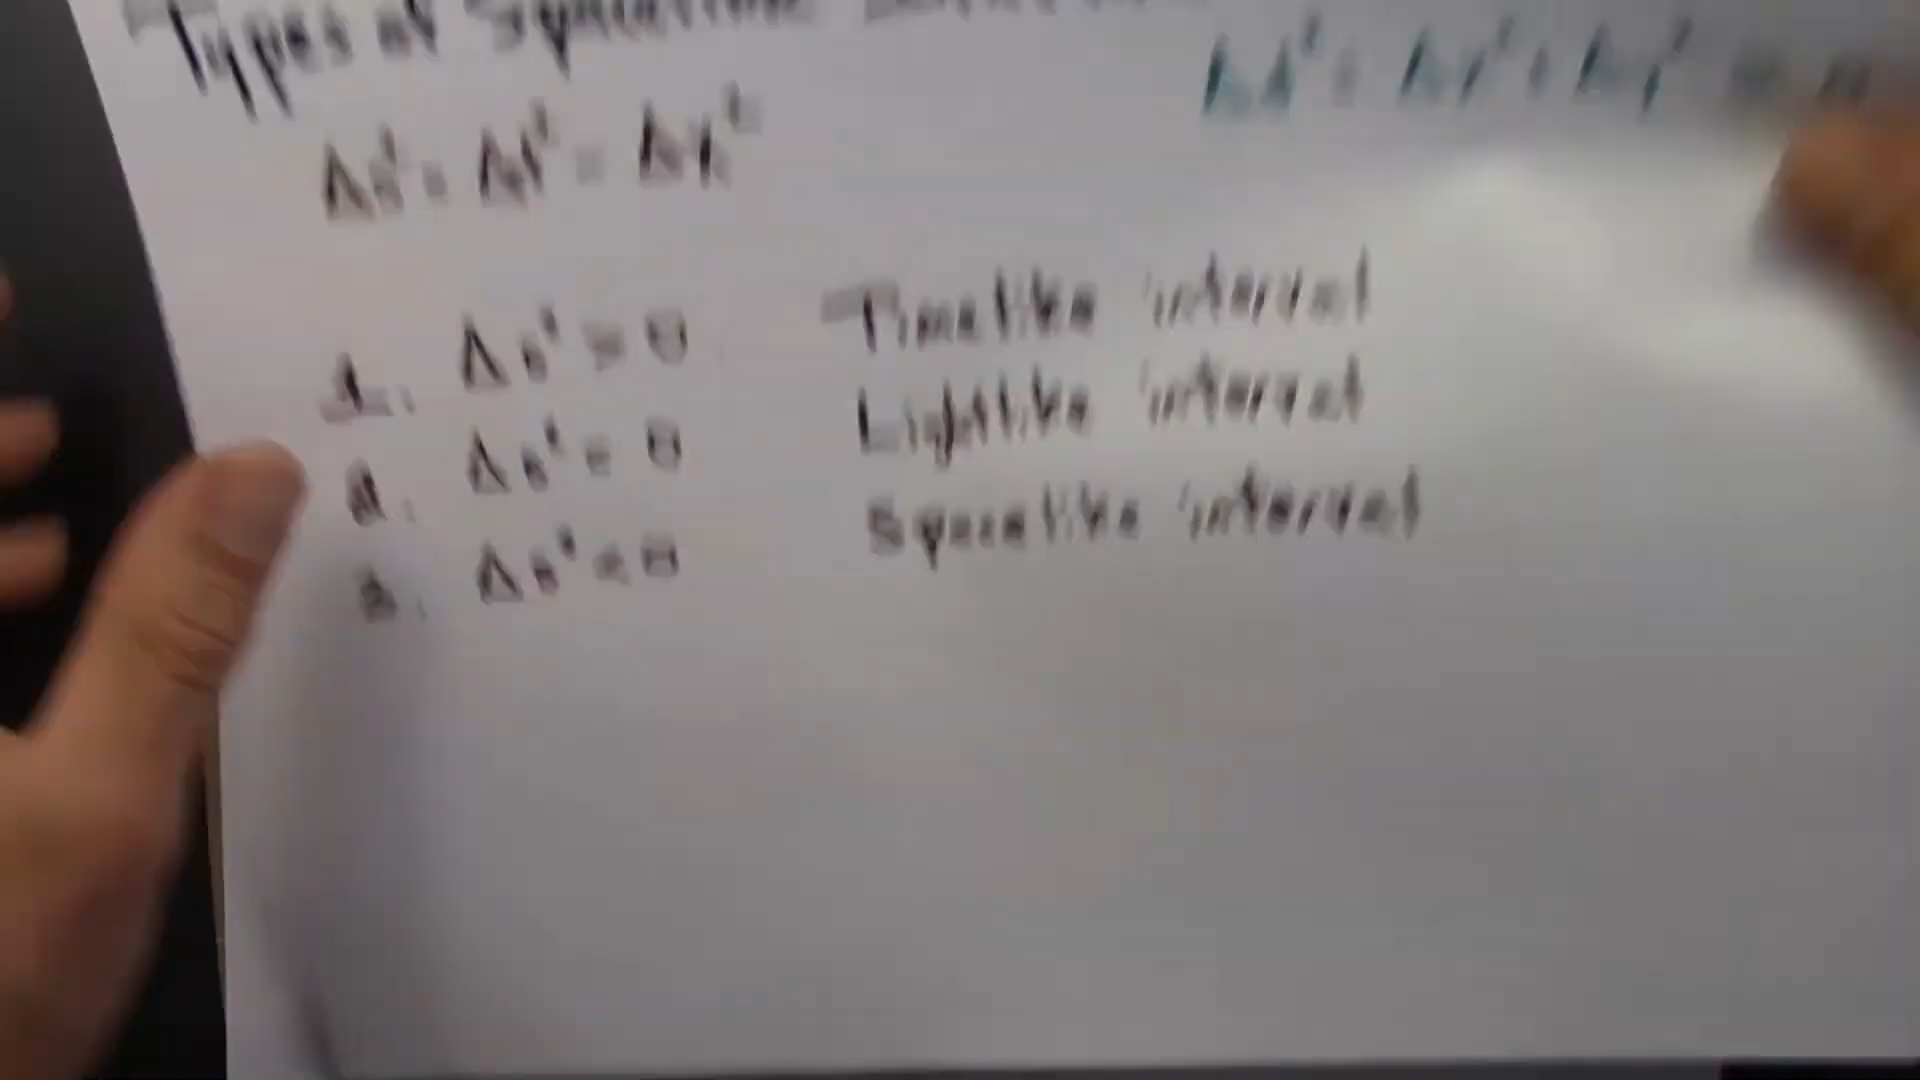 Types of Spacetime
Δs² = Δt² - Δx²
1. Δs² > 0 Timelike interval
2. Δs² = 0 Lightlike interval
3. Δs² < 0 Spacelike interval